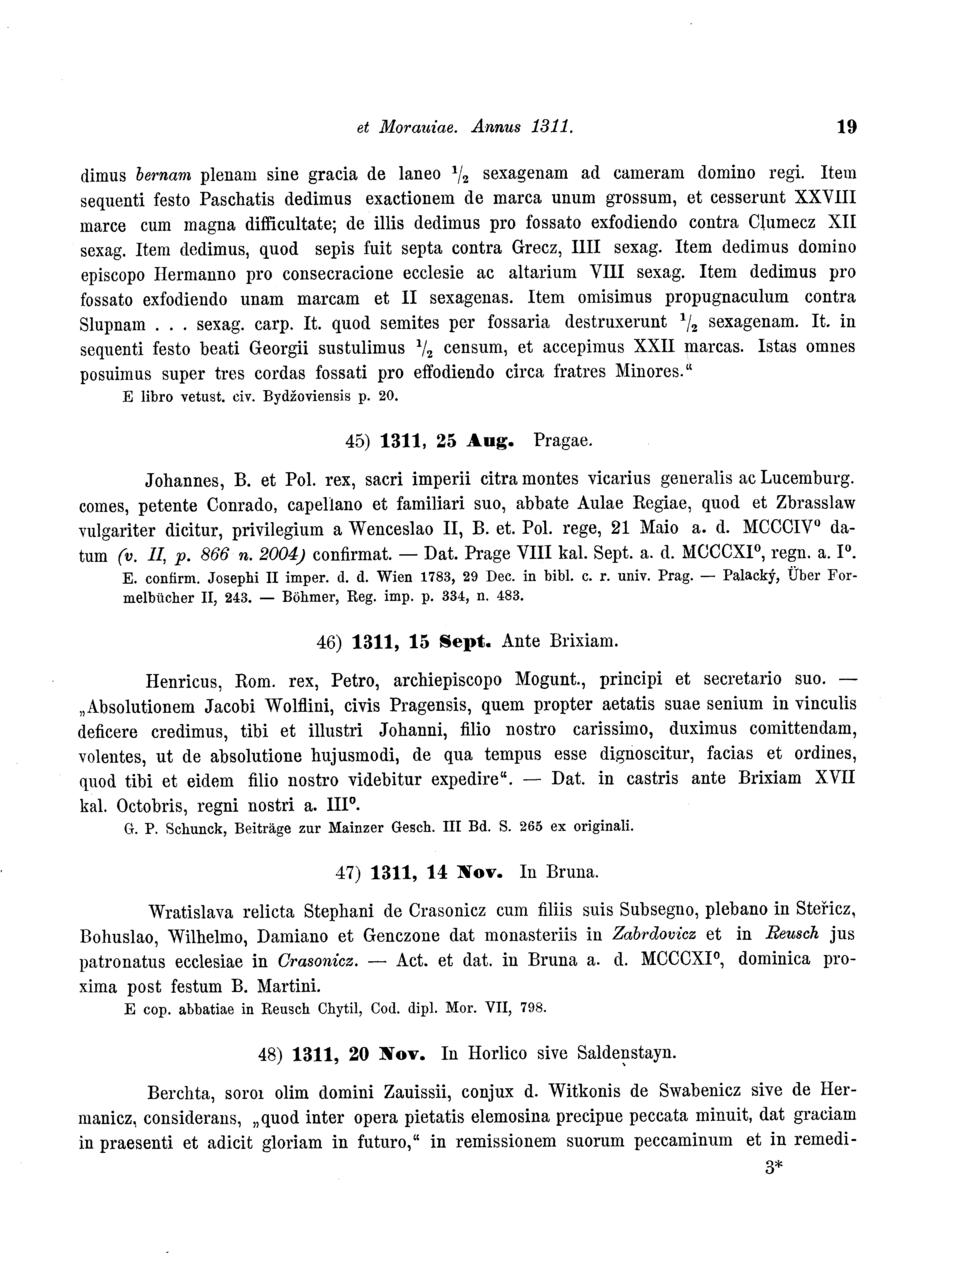 et Morauiae. Annus 1311. 19
dimus bernam plenam sine gracia de laneo 1/2 sexagenam ad cameram domino regi. Item
sequenti festo Paschatis dedimus exactionem de marca unum grossum, et cesserunt XXVIII
marce cum magna difficultate; de illis dedimus pro fossato exfodiendo contra Clumecz XII
sexag. Item dedimus, quod sepis fuit septa contra Grecz, IIII sexag. Item dedimus domino
episcopo Hermanno pro consecracione ecclesie ac altarium VIII sexag. Item dedimus pro
fossato exfodiendo unam marcam et II sexagenas. Item omisimus propugnaculum contra
Slupnam . . . sexag. carp. It. quod semites per fossaria destruxerunt 1/2 sexagenam. It. in
sequenti festo beati Georgii sustulimus 1/2 censum, et accepimus XXII marcas. Istas omnes
posuimus super tres cordas fossati pro effodiendo circa fratres Minores.“
E libro vetust. civ. Bydžoviensis p. 20.
45) 1311, 25 Aug. Pragae.
Johannes, B. et Pol. rex, sacri imperii citra montes vicarius generalis ac Lucemburg.
comes, petente Conrado, capellano et familiari suo, abbate Aulae Regiae, quod et Zbrasslaw
vulgariter dicitur, privilegium a Wenceslao II, B. et. Pol. rege, 21 Maio a. d. MCCCIV⁰ da-
tum (v. II, p. 866 n. 2004) confirmat. — Dat. Prage VIII kal. Sept. a. d. MCCCXI⁰, regn. a. I⁰.
E. confirm. Josephi II imper. d. d. Wien 1783, 29 Dec. in bibl. c. r. univ. Prag. — Palacký, Über For-
melbücher II, 243. — Böhmer, Reg. imp. p. 334, n. 483.
46) 1311, 15 Sept. Ante Brixiam.
Henricus, Rom. rex, Petro, archiepiscopo Mogunt., principi et secretario suo. —
„Absolutionem Jacobi Wolflini, civis Pragensis, quem propter aetatis suae senium in vinculis
deficere credimus, tibi et illustri Johanni, filio nostro carissimo, duximus comittendam,
volentes, ut de absolutione hujusmodi, de qua tempus esse dignoscitur, facias et ordines,
quod tibi et eidem filio nostro videbitur expedire“. — Dat. in castris ante Brixiam XVII
kal. Octobris, regni nostri a. III⁰.
G. P. Schunck, Beiträge zur Mainzer Gesch. III Bd. S. 265 ex originali.
47) 1311, 14 Nov. In Bruna.
Wratislava relicta Stephani de Crasonicz cum filiis suis Subsegno, plebano in Steřicz,
Bohuslao, Wilhelmo, Damiano et Genczone dat monasteriis in Zabrdovicz et in Reusch jus
patronatus ecclesiae in Crasonicz. — Act. et dat. in Bruna a. d. MCCCXI⁰, dominica pro-
xima post festum B. Martini.
E cop. abbatiae in Reusch Chytil, Cod. dipl. Mor. VII, 798.
48) 1311, 20 Nov. In Horlico sive Saldenstayn.
Berchta, soror olim domini Zauissii, conjux d. Witkonis de Swabenicz sive de Her-
manicz, considerans, „quod inter opera pietatis elemosina precipue peccata minuit, dat graciam
in praesenti et adicit gloriam in futuro,“ in remissionem suorum peccaminum et in remedi-
3*